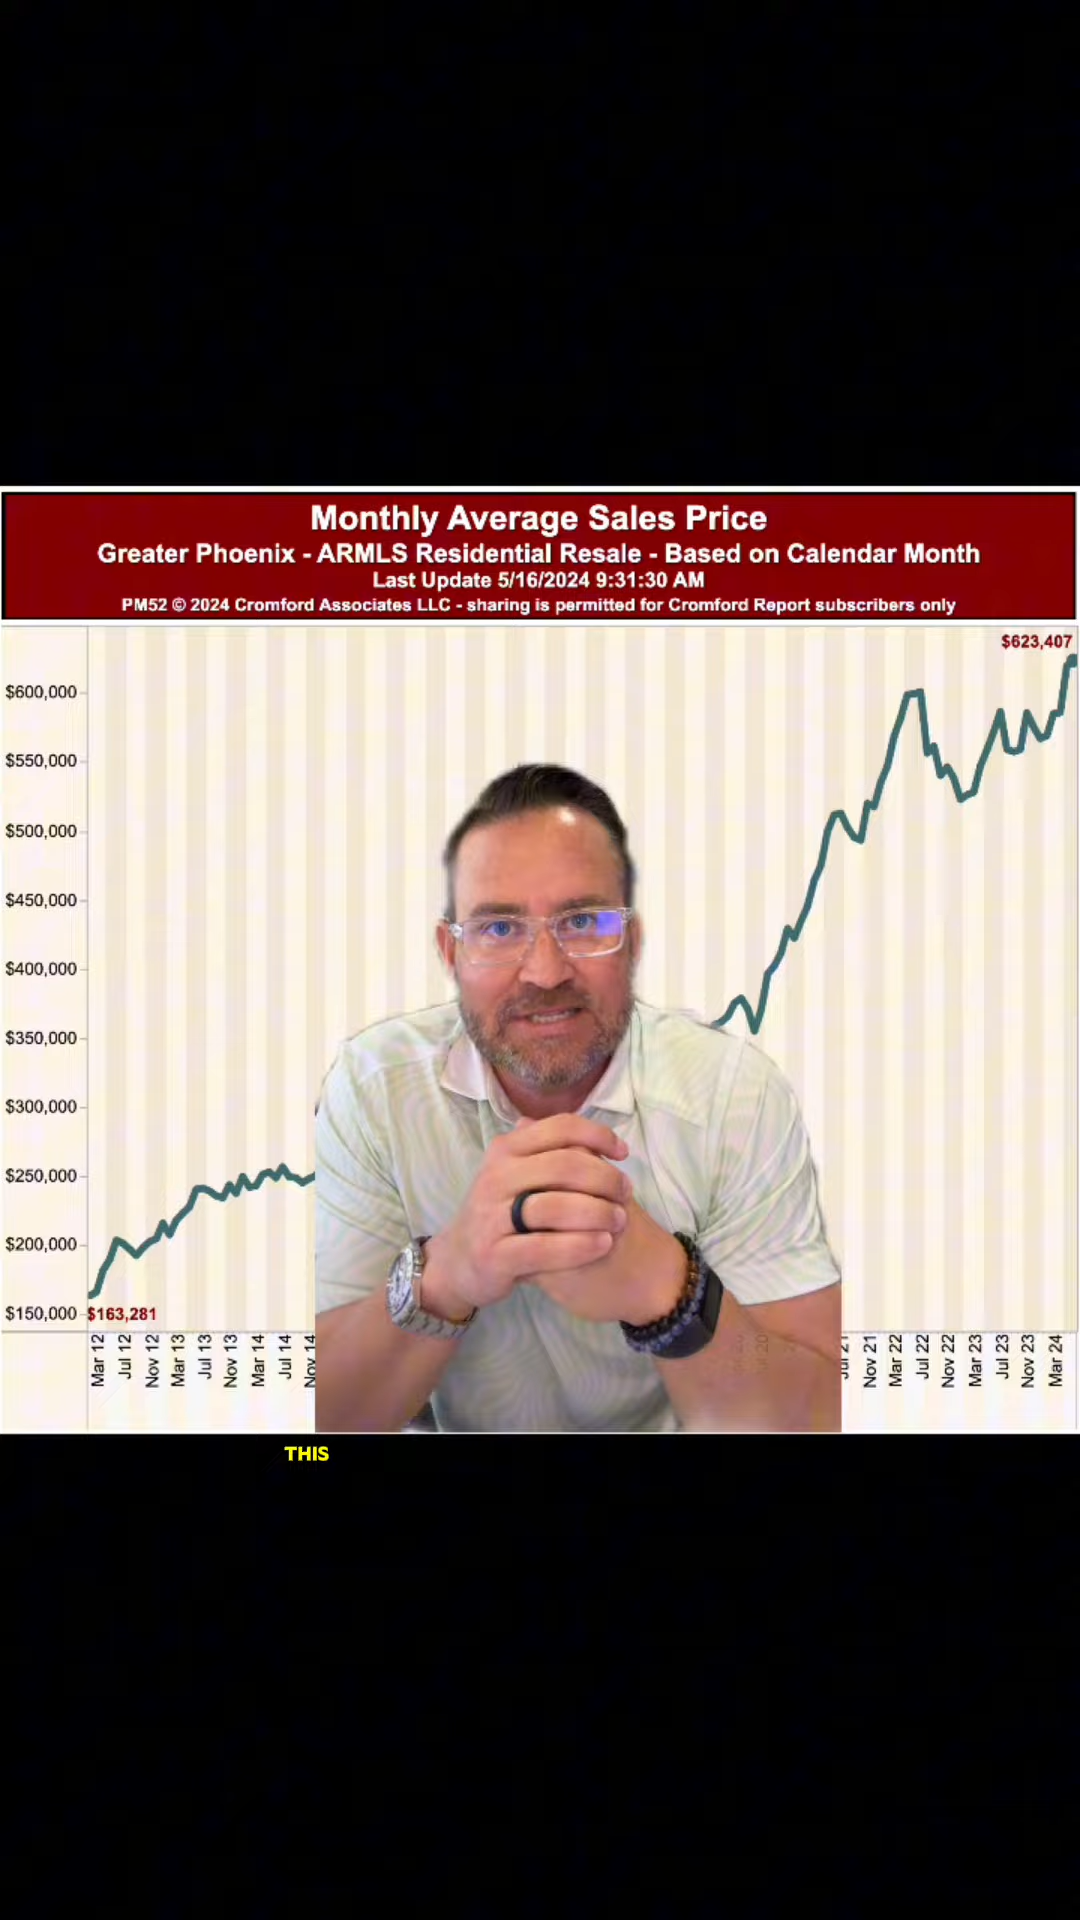 Monthly Average Sales Price
Greater Phoenix - ARMLS Residential Resale - Based on Calendar Month
Last Update 5/16/2024 9:31:30 AM
PM52 © 2024 Cromford Associates LLC - sharing is permitted for Cromford Report subscribers only
$623,407
$600,000
$550,000
$500,000
$450,000
$400,000
$350,000
$300,000
$250,000
$200,000
$150,000
$163,281
Mar 12
Jul 12
Nov 12
Mar 13
Jul 13
Nov 13
Mar 14
Jul 14
Nov 14
Jul 21
Nov 21
Mar 22
Jul 22
Nov 22
Mar 23
Jul 23
Nov 23
Mar 24
THIS